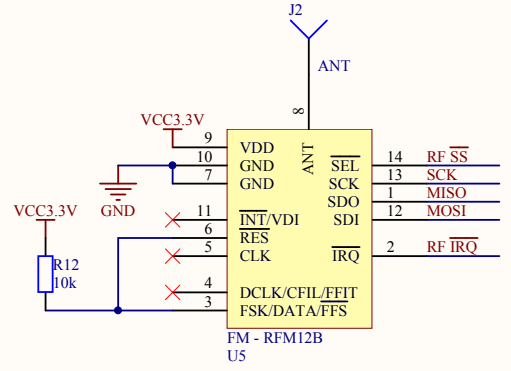 J2
ANT
8
VCC3.3V
9 VDD
ANT
10 GND
SEL 14 RF SS
7 GND
SCK 13 SCK
SDO 1 MISO
GND
VCC3.3V
11 INT/VDI
SDI 12 MOSI
6 RES
5 CLK
IRQ 2 RF IRQ
R12
10k
4 DCLK/CFIL/FFIT
3 FSK/DATA/FFS
FM - RFM12B
U5